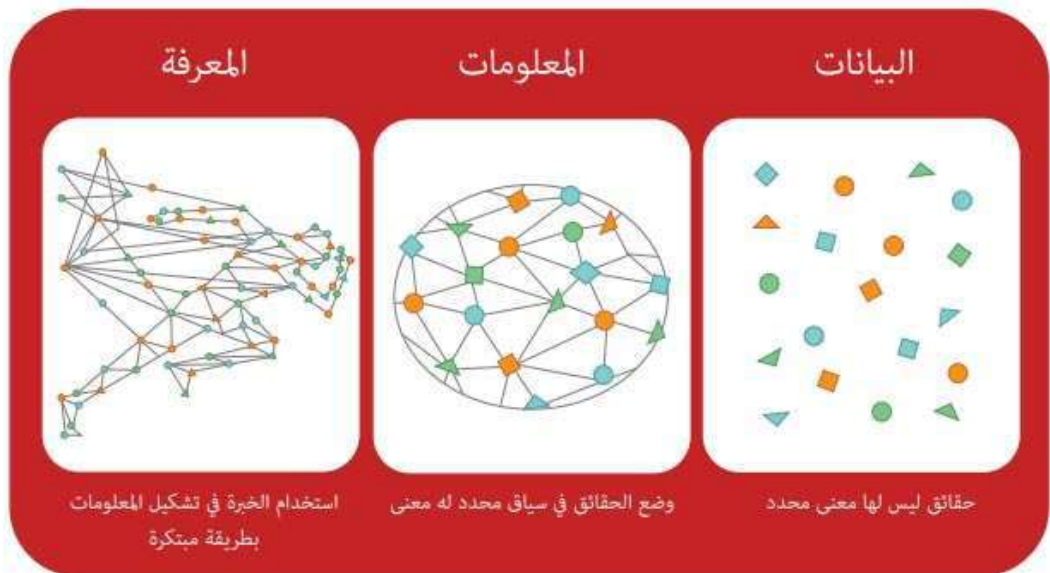 البيانات
المعلومات
المعرفة
حقائق ليس لها معنى محدد
وضع الحقائق في سياق محدد له معنى
استخدام الخبرة في تشكيل المعلومات
بطريقة مبتكرة